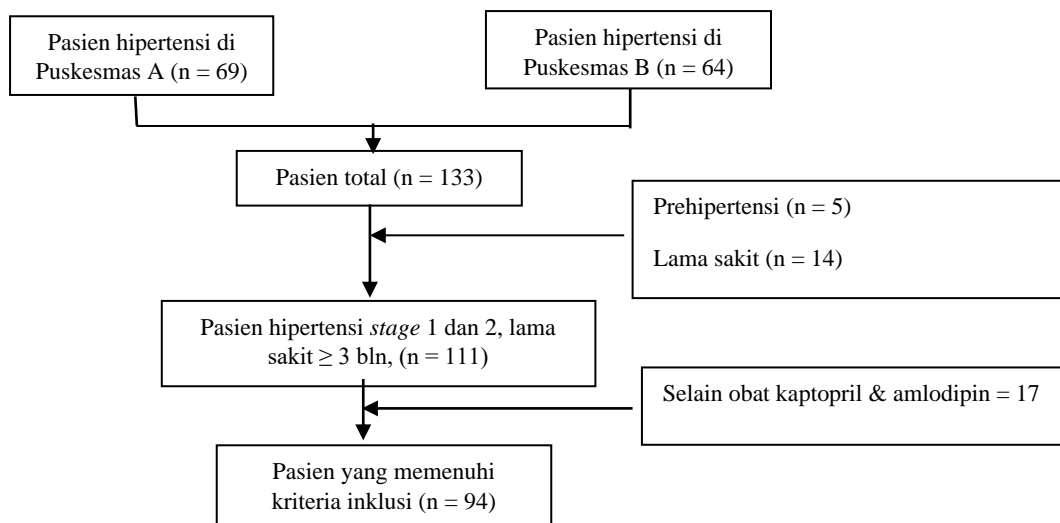 Pasien hipertensi di
Puskesmas A (n = 69)
Pasien hipertensi di
Puskesmas B (n = 64)
Pasien total (n = 133)
Prehipertensi (n = 5)
Lama sakit (n = 14)
Pasien hipertensi stage 1 dan 2, lama
sakit ≥ 3 bln, (n = 111)
Selain obat kaptopril & amlodipin = 17
Pasien yang memenuhi
kriteria inklusi (n = 94)